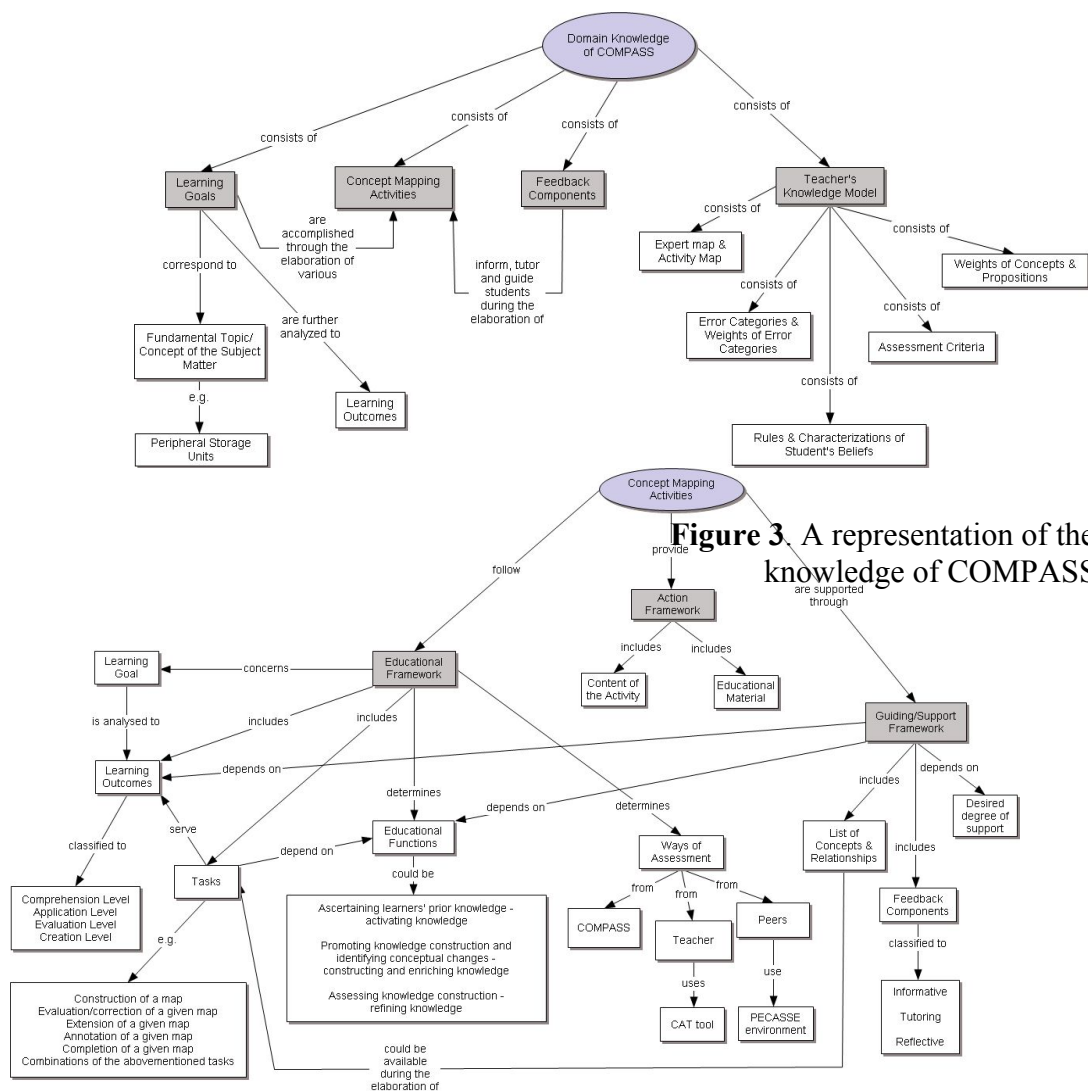 Domain Knowledge
of COMPASS
consists of
consists of
consists of
consists of
Learning
Goals
Concept Mapping
Activities
Feedback
Components
Teacher's
Knowledge Model
are
accomplished
through the
elaboration of
various
consists of
Expert map &
Activity Map
consists of
Weights of Concepts &
Propositions
correspond to
inform, tutor
and guide
students
during the
elaboration of
consists of
consists of
are further
analyzed to
Fundamental Topic/
Concept of the Subject
Matter
Error Categories &
Weights of Error
Categories
Assessment Criteria
e.g.
Learning
Outcomes
consists of
Peripheral Storage
Units
Rules & Characterizations of
Student's Beliefs
Concept Mapping
Activities
Figure 3. A representation of the
knowledge of COMPASS
follow
provide
are supported
through
Action
Framework
Learning
Goal
concerns
Educational
Framework
includes
includes
Content of
the Activity
Educational
Material
is analysed to
includes
includes
Guiding/Support
Framework
Learning
Outcomes
depends on
determines
depends on
determines
includes
depends on
serve
Educational
Functions
Ways of
Assessment
List of
Concepts &
Relationships
Desired
degree of
support
classified to
depend on
includes
Tasks
could be
from
from
from
Comprehension Level
Application Level
Evaluation Level
Creation Level
e.g.
Ascertaining learners' prior knowledge -
activating knowledge
Promoting knowledge construction and
identifying conceptual changes -
constructing and enriching knowledge
Assessing knowledge construction -
refining knowledge
COMPASS
Teacher
Peers
Feedback
Components
classified to
uses
use
Construction of a map
Evaluation/correction of a given map
Extension of a given map
Annotation of a given map
Completion of a given map
Combinations of the abovementioned tasks
CAT tool
PECASSE
environment
Informative
Tutoring
Reflective
could be
available
during the
elaboration of